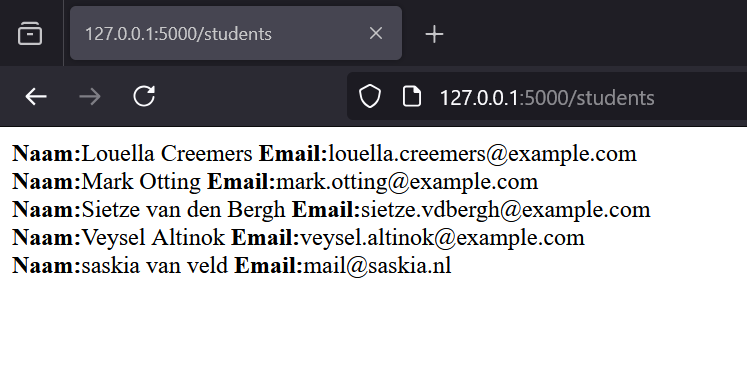 127.0.0.1:5000/students
127.0.0.1:5000/students
Naam:Louella Creemers Email:louella.creemers@example.com
Naam:Mark Otting Email:mark.otting@example.com
Naam:Sietze van den Bergh Email:sietze.vdbergh@example.com
Naam:Veysel Altinok Email:veysel.altinok@example.com
Naam:saskia van veld Email:mail@saskia.nl